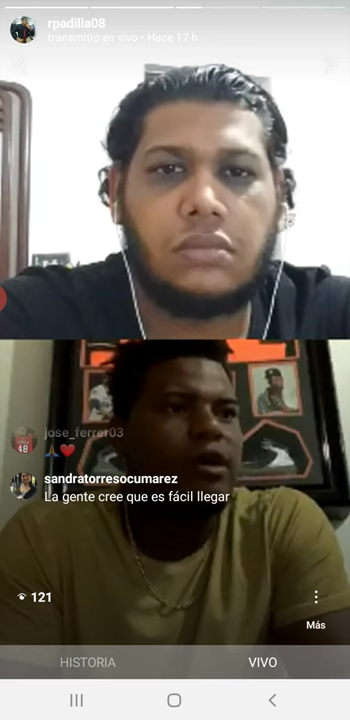 rpadilla08
transmitió en vivo • Hace 17 h
jose_ferrer03
🙏🏿❤️
sandratorresocumarez
La gente cree que es fácil llegar
121
Más
HISTORIA
VIVO